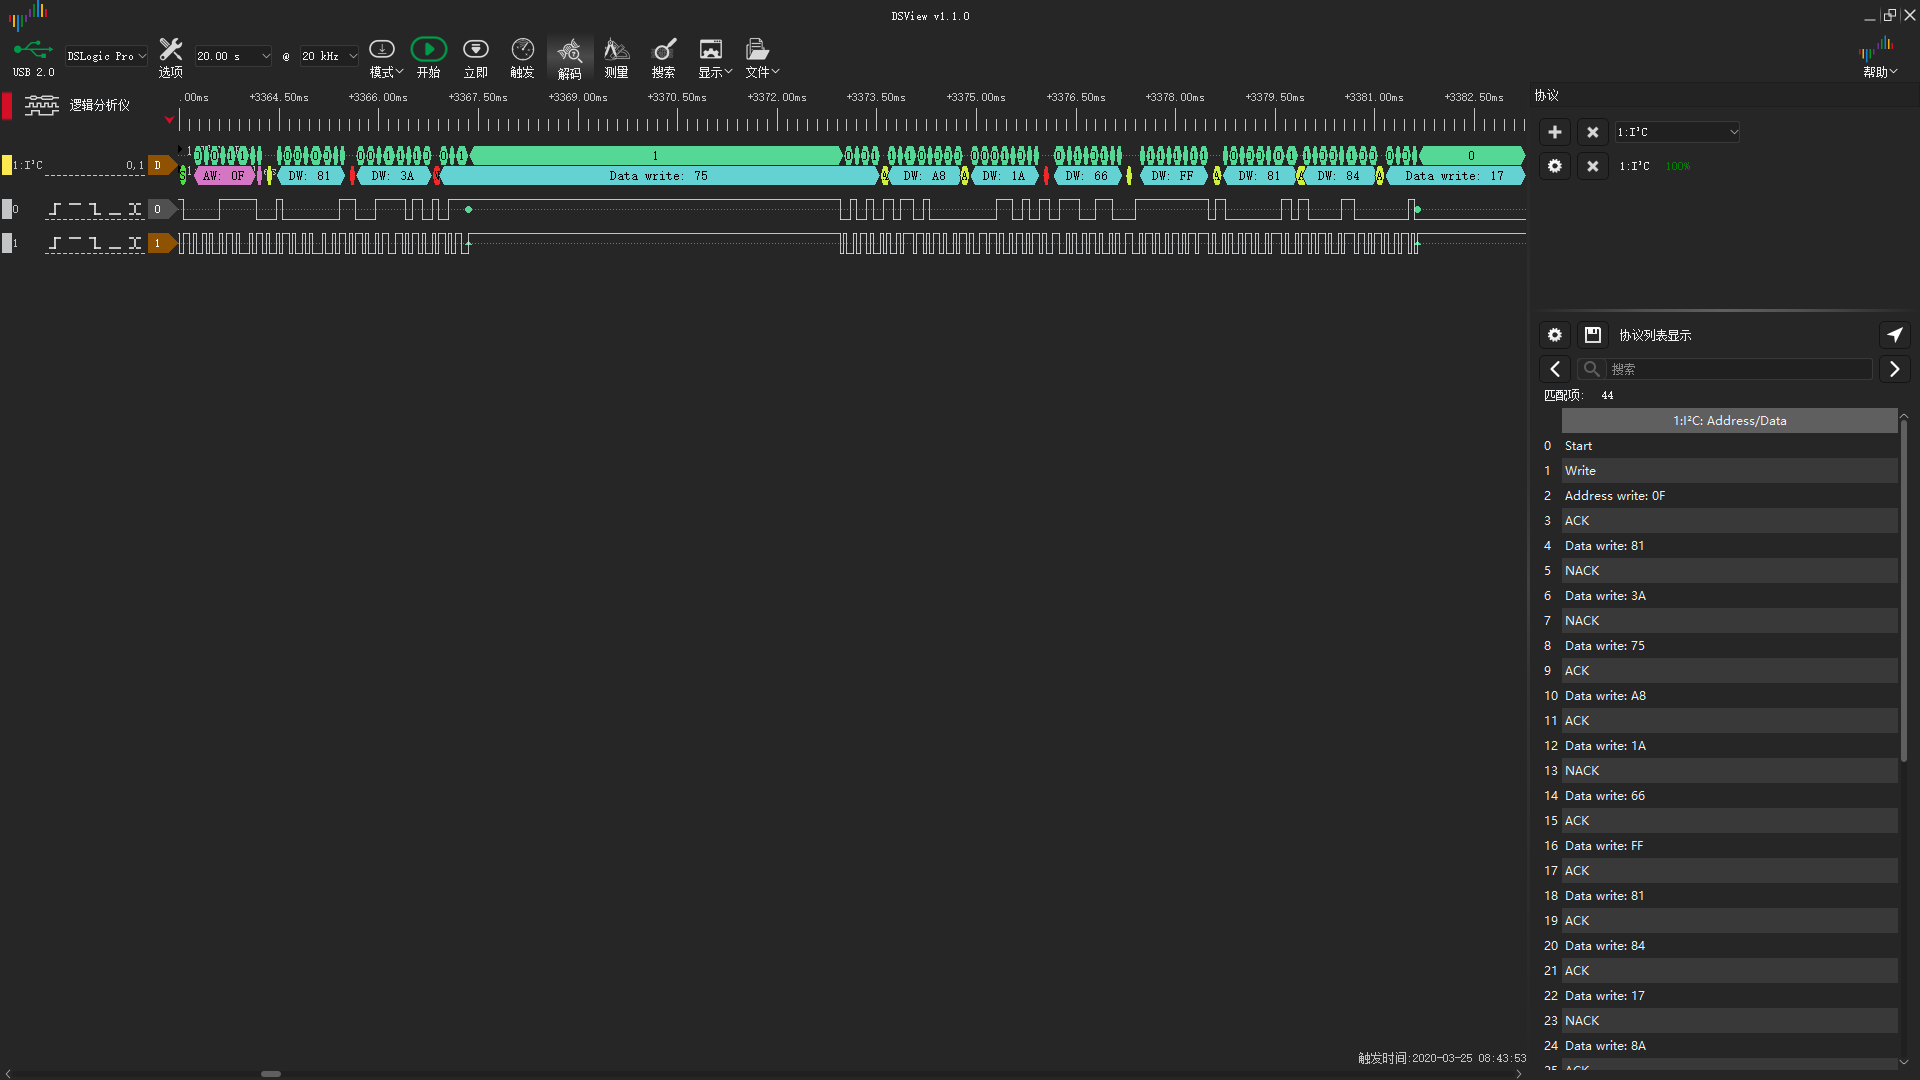 DSView v1.1.0
USB 2.0
DSLogic Pro
选项
20.00 s
@
20 kHz
模式
开始
立即
触发
解码
测量
搜索
显示
文件
帮助
逻辑分析仪
.00ms +3364.50ms +3366.00ms +3367.50ms +3369.00ms +3370.50ms +3372.00ms +3373.50ms +3375.00ms +3376.50ms +3378.00ms +3379.50ms +3381.00ms +3382.50ms
1:I²C 0,1 D
1 0
S AW: 0F DW: 81 DW: 3A Data write: 75 A DW: A8 A DW: 1A DW: 66 DW: FF A DW: 81 A DW: 84 A Data write: 17
0 0
1 1
协议
1:I²C
1:I²C 100%
协议列表显示
搜索
匹配项: 44
1:I²C: Address/Data
0 Start
1 Write
2 Address write: 0F
3 ACK
4 Data write: 81
5 NACK
6 Data write: 3A
7 NACK
8 Data write: 75
9 ACK
10 Data write: A8
11 ACK
12 Data write: 1A
13 NACK
14 Data write: 66
15 ACK
16 Data write: FF
17 ACK
18 Data write: 81
19 ACK
20 Data write: 84
21 ACK
22 Data write: 17
23 NACK
24 Data write: 8A
25 ACK
触发时间:2020-03-25 08:43:53